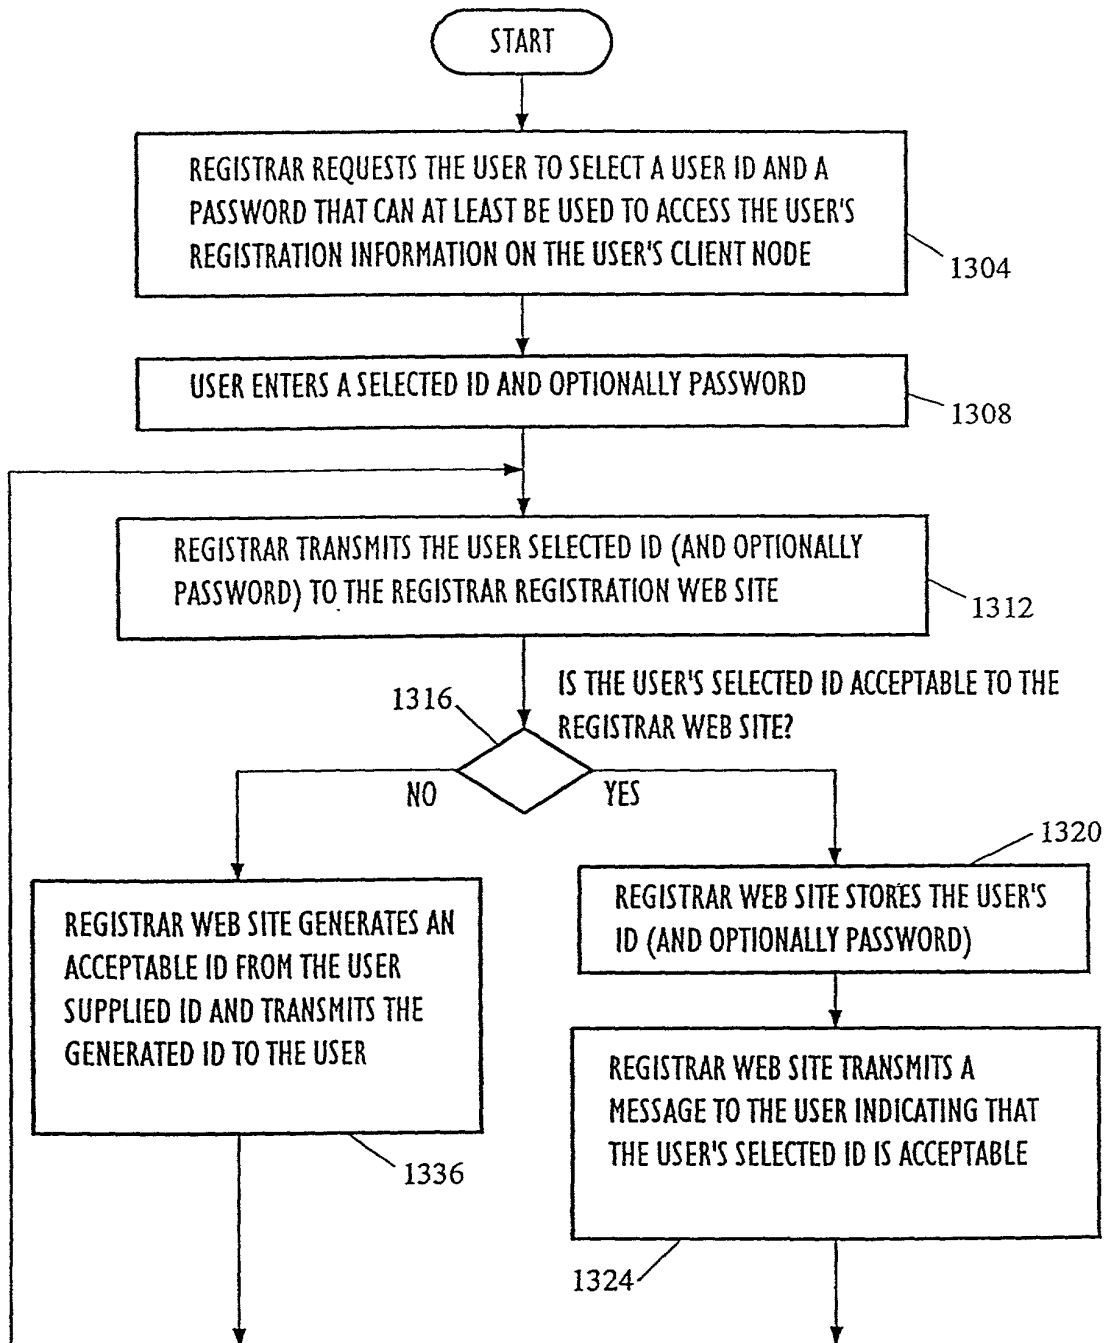 START
REGISTRAR REQUESTS THE USER TO SELECT A USER ID AND A
PASSWORD THAT CAN AT LEAST BE USED TO ACCESS THE USER'S
REGISTRATION INFORMATION ON THE USER'S CLIENT NODE
1304
USER ENTERS A SELECTED ID AND OPTIONALLY PASSWORD
1308
REGISTRAR TRANSMITS THE USER SELECTED ID (AND OPTIONALLY
PASSWORD) TO THE REGISTRAR REGISTRATION WEB SITE
1312
IS THE USER'S SELECTED ID ACCEPTABLE TO THE
REGISTRAR WEB SITE?
1316
NO
YES
1320
REGISTRAR WEB SITE STORES THE USER'S
ID (AND OPTIONALLY PASSWORD)
REGISTRAR WEB SITE GENERATES AN
ACCEPTABLE ID FROM THE USER
SUPPLIED ID AND TRANSMITS THE
GENERATED ID TO THE USER
1336
REGISTRAR WEB SITE TRANSMITS A
MESSAGE TO THE USER INDICATING THAT
THE USER'S SELECTED ID IS ACCEPTABLE
1324